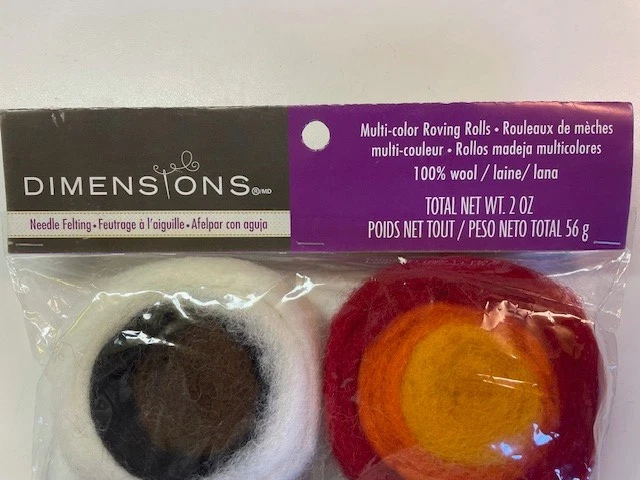 DIMENSIONS®/MD
Needle Felting • Feutrage à l'aiguille • Afelpar con aguja
Multi-color Roving Rolls • Rouleaux de mèches
multi-couleur • Rollos madeja multicolores
100% wool / laine/ lana
TOTAL NET WT. 2 OZ
POIDS NET TOUT / PESO NETO TOTAL 56 g